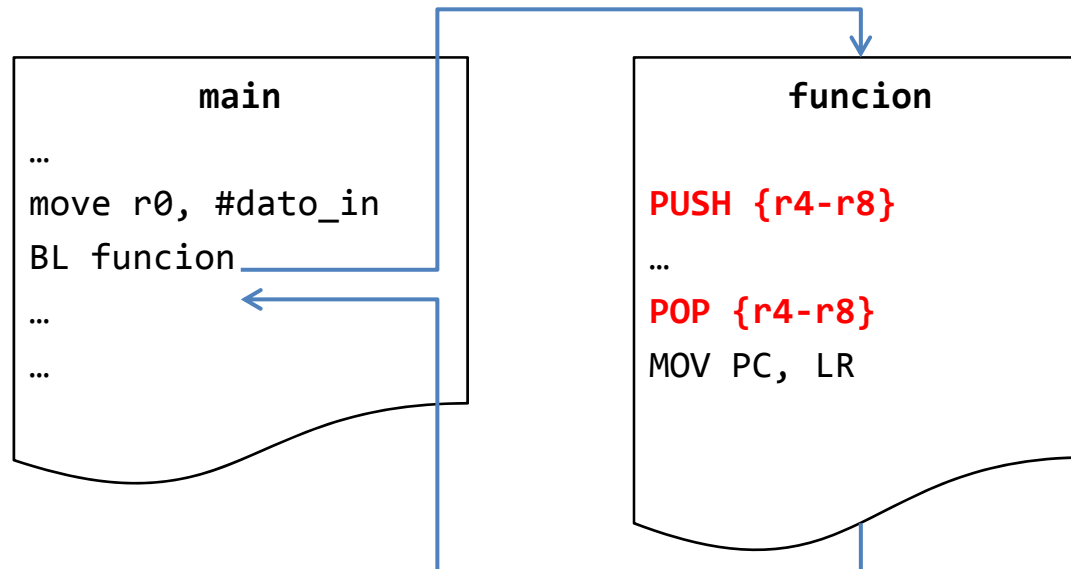 main
…
move r0, #dato_in
BL funcion
…
…
funcion
PUSH {r4-r8}
…
POP {r4-r8}
MOV PC, LR